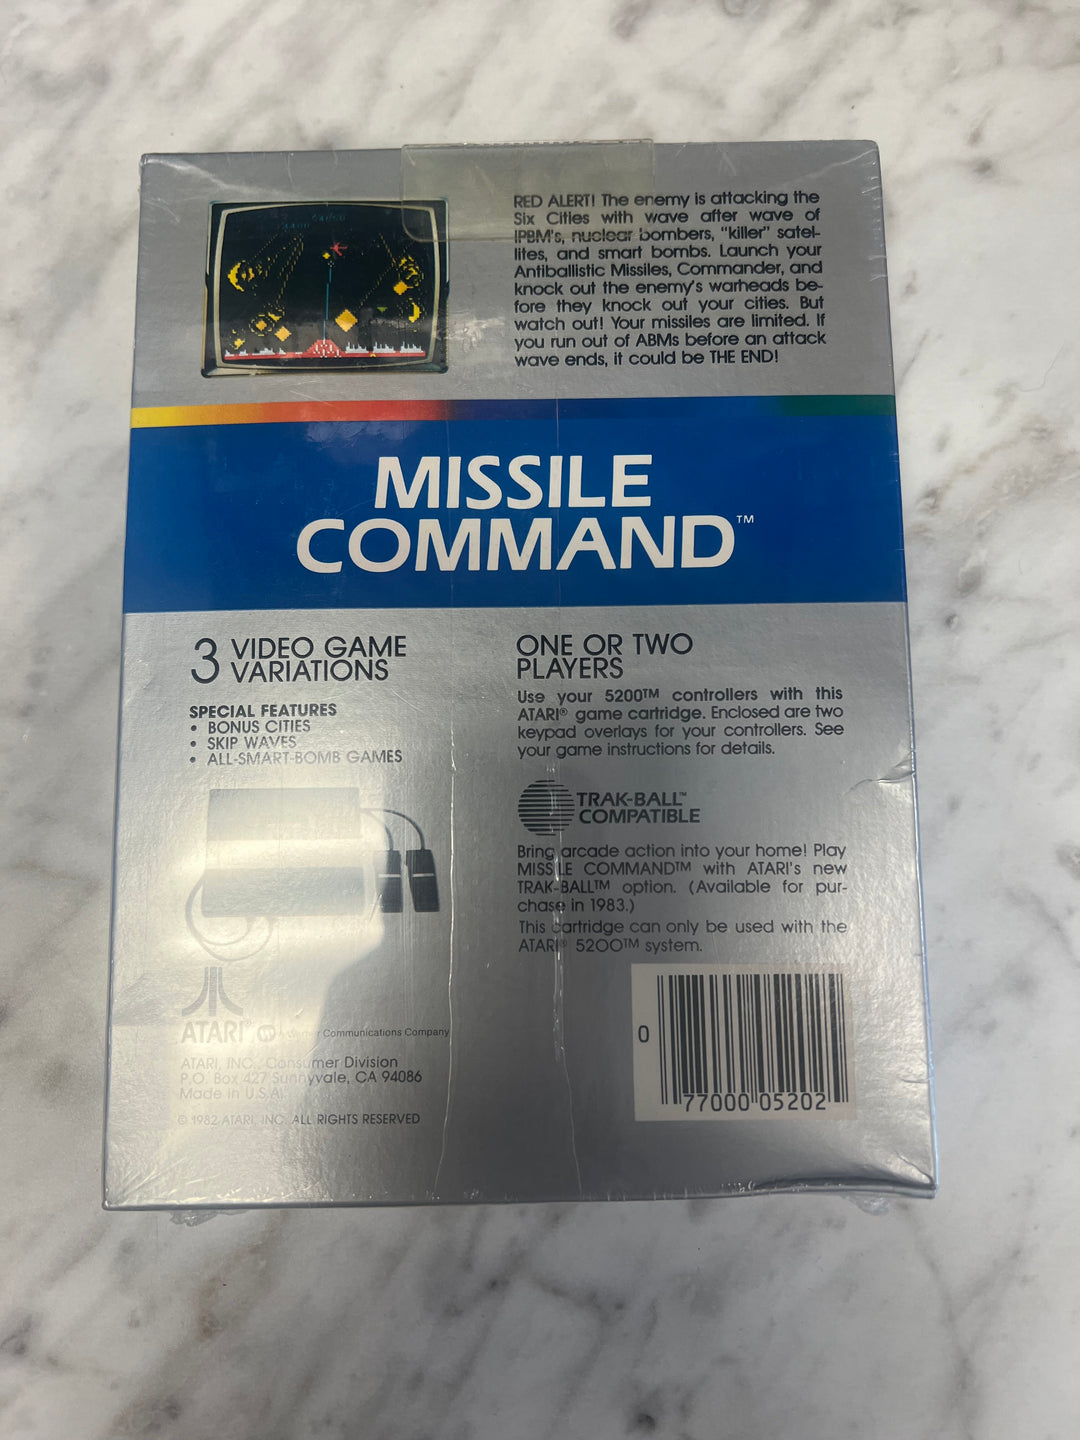 RED ALERT! The enemy is attacking the
Six Cities with wave after wave of
IPBM's, nuclear bombers, "killer" satel-
lites, and smart bombs. Launch your
Antiballistic Missiles, Commander, and
knock out the enemy's warheads be-
fore they knock out your cities. But
watch out! Your missiles are limited. If
you run out of ABMs before an attack
wave ends, it could be THE END!
MISSILE
COMMAND™
3 VIDEO GAME
VARIATIONS
SPECIAL FEATURES
• BONUS CITIES
• SKIP WAVES
• ALL-SMART-BOMB GAMES
ATARI®
Communications Company
ATARI, INC. Consumer Division
P.O. Box 427 Sunnyvale, CA 94086
Made in U.S.A.
© 1982 ATARI, INC. ALL RIGHTS RESERVED
ONE OR TWO
PLAYERS
Use your 5200™ controllers with this
ATARI® game cartridge. Enclosed are two
keypad overlays for your controllers. See
your game instructions for details.
TRAK-BALL™
COMPATIBLE
Bring arcade action into your home! Play
MISSILE COMMAND™ with ATARI's new
TRAK-BALL™ option. (Available for pur-
chase in 1983.)
This cartridge can only be used with the
ATARI® 5200™ system.
0 77000 05202